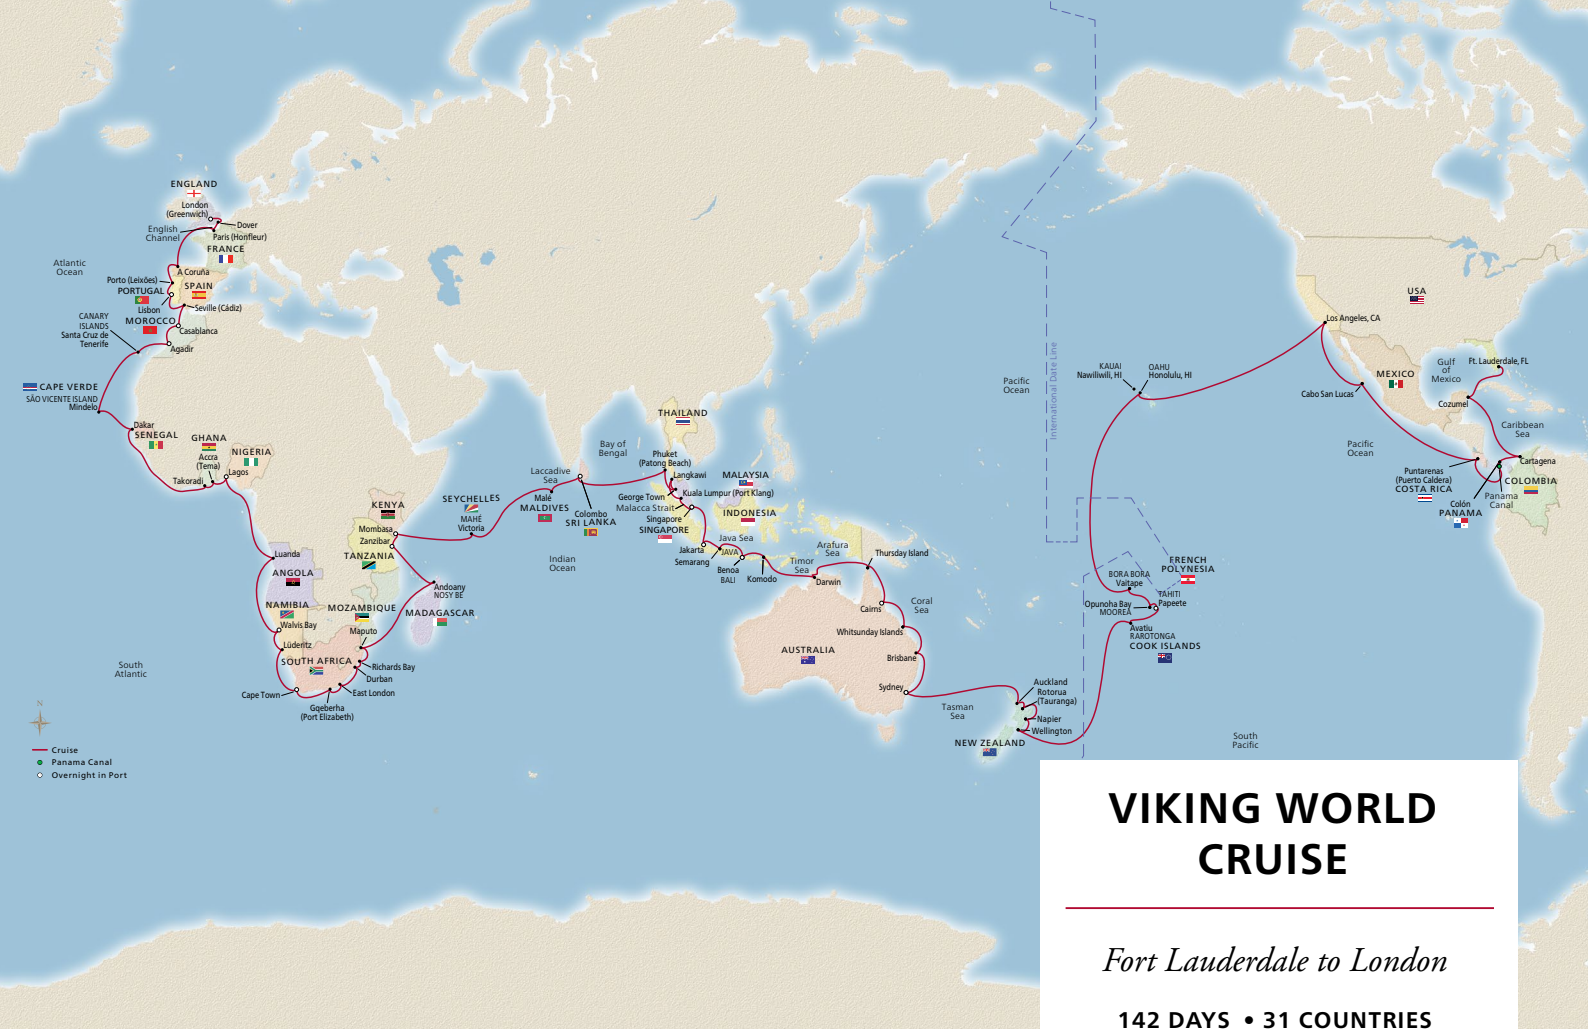 ENGLAND
London
(Greenwich)
Dover
English
Channel
Paris (Honfleur)
FRANCE
Atlantic
Ocean
A Coruña
Porto (Leixões)
PORTUGAL
SPAIN
Lisbon
Seville (Cádiz)
MOROCCO
Casablanca
CANARY
ISLANDS
Santa Cruz de
Tenerife
Agadir
CAPE VERDE
SÃO VICENTE ISLAND
Mindelo
Dakar
SENEGAL
GHANA
Accra
(Tema)
NIGERIA
Takoradi
Lagos
Luanda
ANGOLA
NAMIBIA
Walvis Bay
Lüderitz
SOUTH AFRICA
Cape Town
Gqeberha
(Port Elizabeth)
East London
Durban
Richards Bay
Maputo
MOZAMBIQUE
KENYA
Mombasa
Zanzibar
TANZANIA
Andoany
NOSY BE
MADAGASCAR
SEYCHELLES
MAHÉ
Victoria
Laccadive
Sea
Malé
MALDIVES
Colombo
SRI LANKA
Indian
Ocean
Bay of
Bengal
THAILAND
Phuket
(Patong Beach)
Langkawi
George Town
Kuala Lumpur (Port Klang)
Malacca Strait
MALAYSIA
Singapore
SINGAPORE
INDONESIA
Java Sea
Jakarta
JAVA
Semarang
Benoa
BALI
Komodo
Timor
Sea
Arafura
Sea
Darwin
Thursday Island
Cairns
Coral
Sea
Whitsunday Islands
AUSTRALIA
Brisbane
Sydney
Tasman
Sea
Auckland
Rotorua
(Tauranga)
Napier
Wellington
NEW ZEALAND
Pacific
Ocean
International Date Line
KAUAI
Nawiliwili, HI
OAHU
Honolulu, HI
FRENCH
POLYNESIA
BORA BORA
Vaitape
TAHITI
Papeete
Opunoha Bay
MOOREA
Avatiu
RAROTONGA
COOK ISLANDS
South
Pacific
USA
Los Angeles, CA
Cabo San Lucas
MEXICO
Gulf
of
Mexico
Ft. Lauderdale, FL
Cozumel
Caribbean
Sea
Pacific
Ocean
Puntarenas
(Puerto Caldera)
COSTA RICA
Cartagena
COLOMBIA
Panama
Canal
Colón
PANAMA
South
Atlantic
N
Cruise
Panama Canal
Overnight in Port
VIKING WORLD
CRUISE
Fort Lauderdale to London
142 DAYS • 31 COUNTRIES